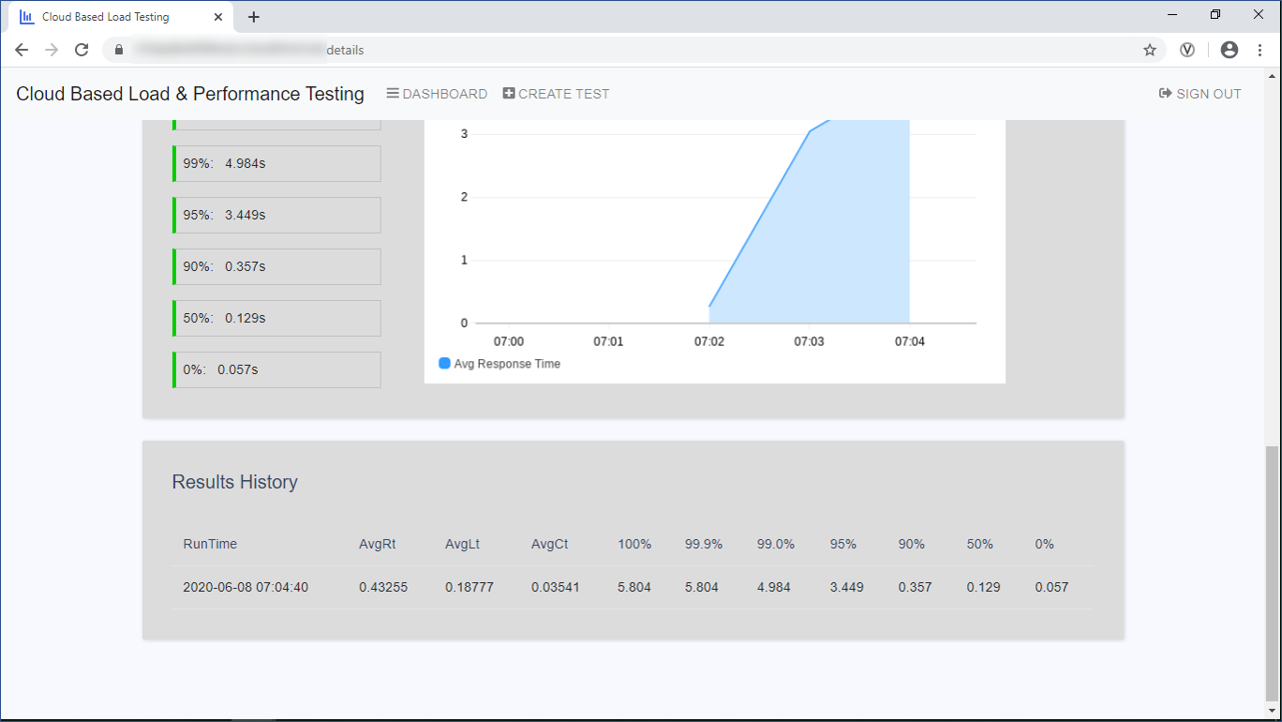 Cloud Based Load Testing
details
Cloud Based Load & Performance Testing DASHBOARD CREATE TEST SIGN OUT
99%: 4.984s
95%: 3.449s
90%: 0.357s
50%: 0.129s
0%: 0.057s
3
2
1
0
07:00 07:01 07:02 07:03 07:04
Avg Response Time
Results History
RunTime AvgRt AvgLt AvgCt 100% 99.9% 99.0% 95% 90% 50% 0%
2020-06-08 07:04:40 0.43255 0.18777 0.03541 5.804 5.804 4.984 3.449 0.357 0.129 0.057